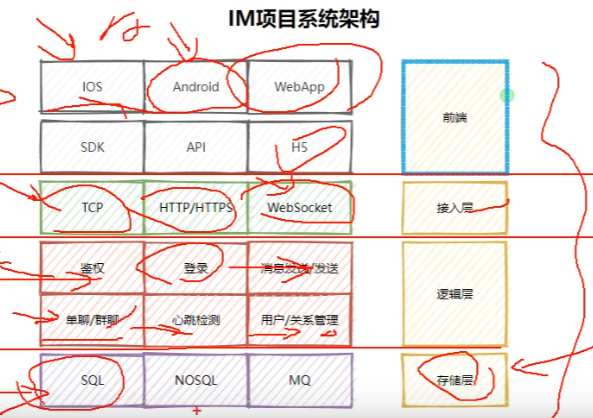 IM项目系统架构
IOS Android WebApp
前端
SDK API H5
TCP HTTP/HTTPS WebSocket 接入层
鉴权 登录 消息发送/发送
逻辑层
单聊/群聊 心跳检测 用户/关系管理
SQL NOSQL MQ 存储层